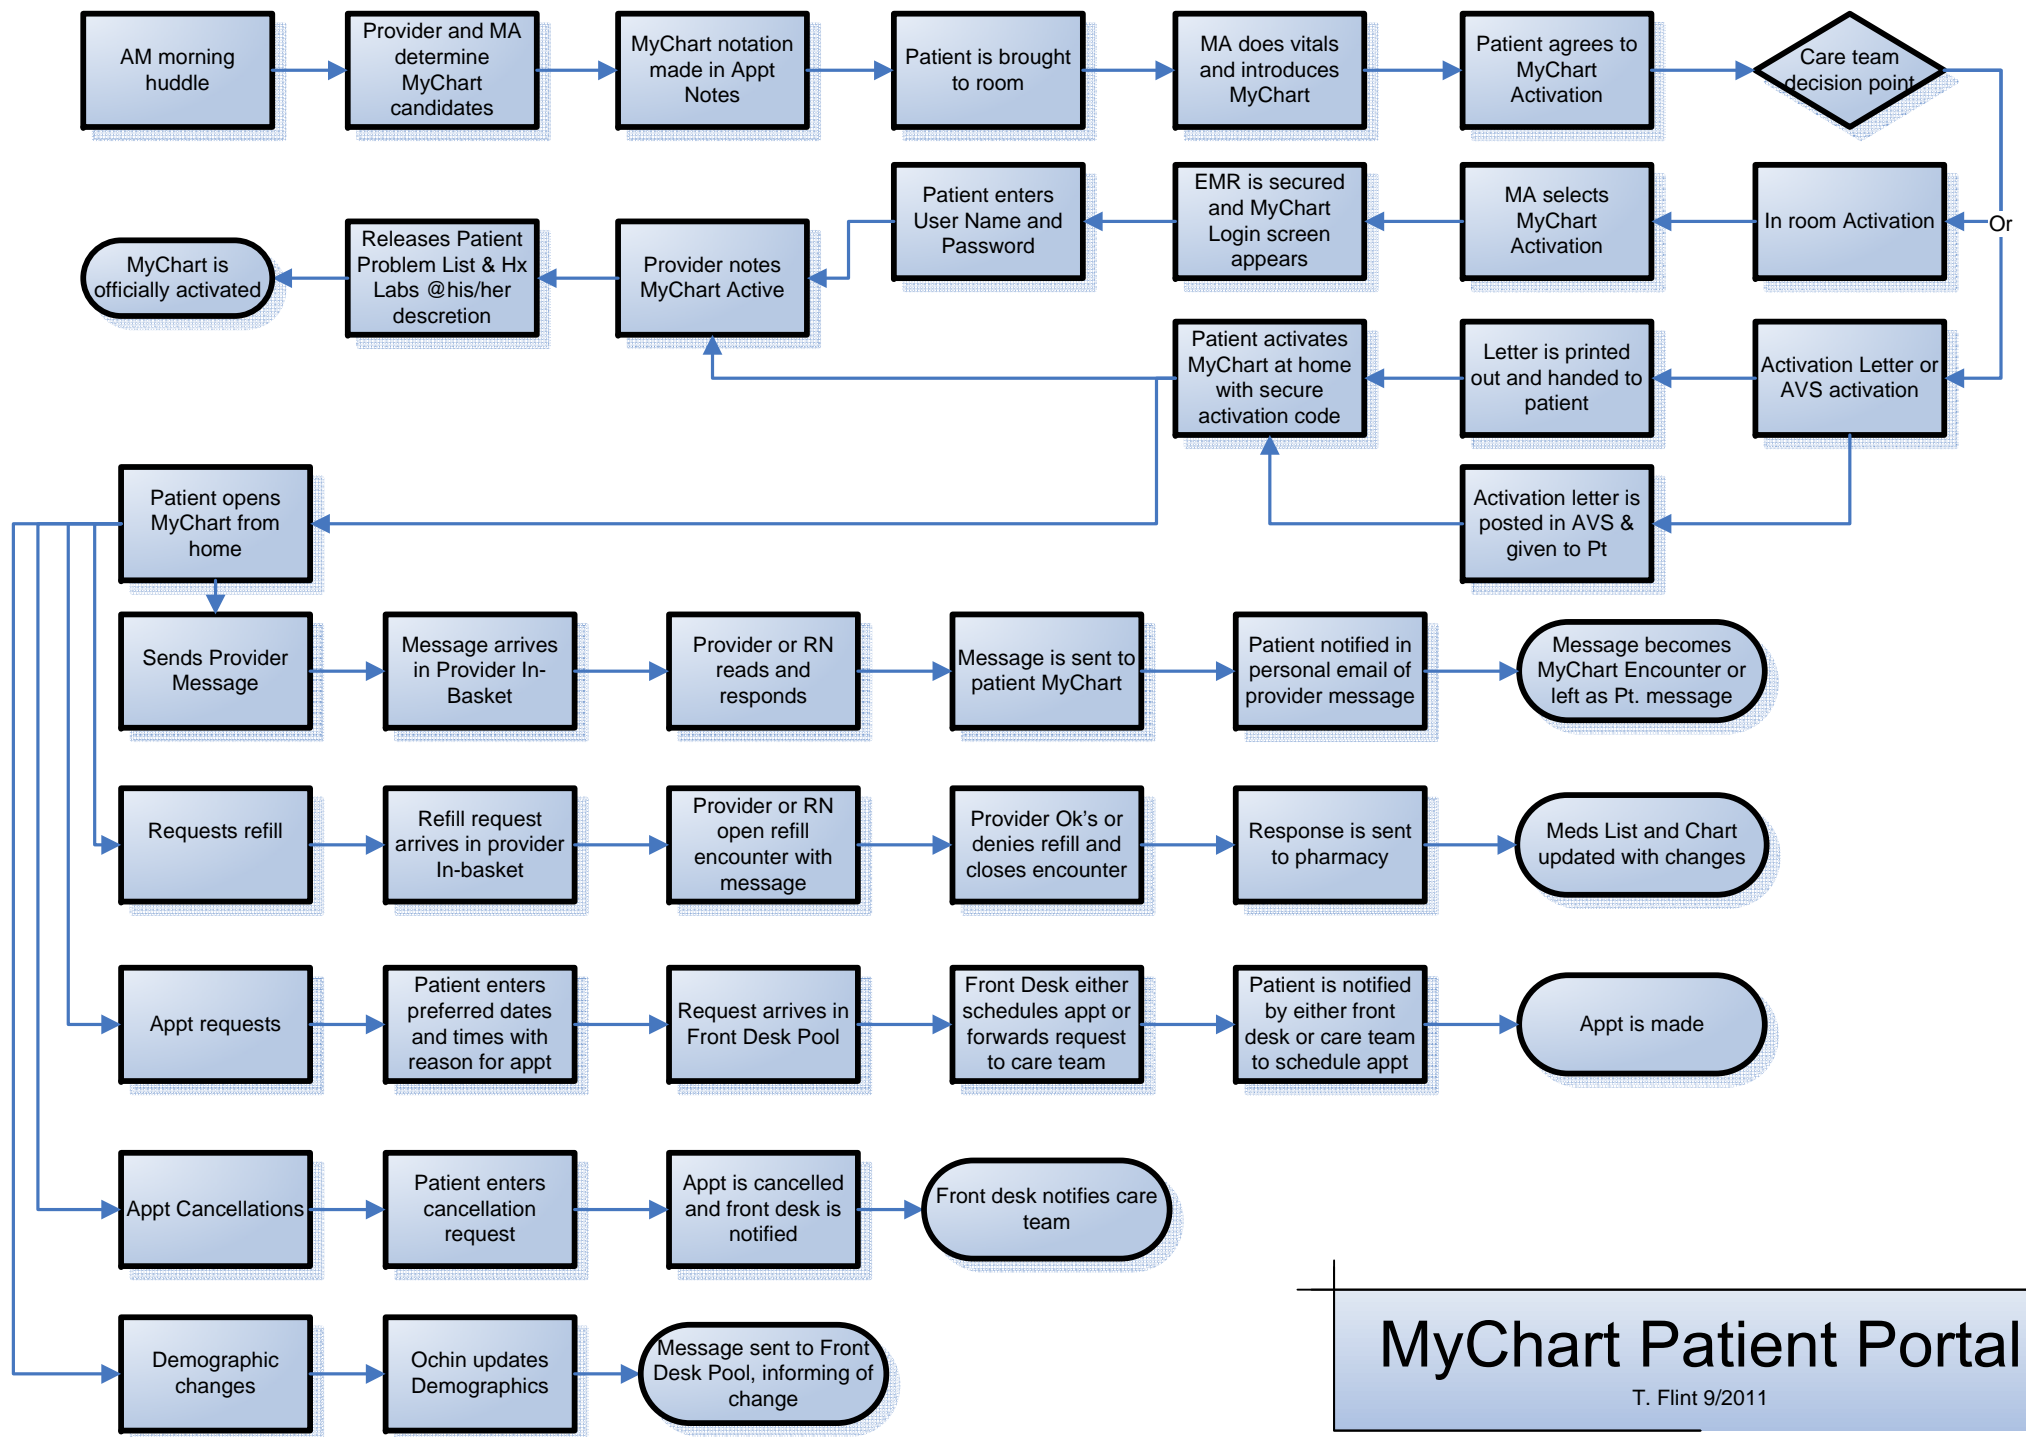 AM morning
huddle
Provider and MA
determine
MyChart
candidates
MyChart notation
made in Appt
Notes
Patient is brought
to room
MA does vitals
and introduces
MyChart
Patient agrees to
MyChart
Activation
Care team
decision point
Or
In room Activation
MA selects
MyChart
Activation
EMR is secured
and MyChart
Login screen
appears
Patient enters
User Name and
Password
Provider notes
MyChart Active
Releases Patient
Problem List & Hx
Labs @his/her
descretion
MyChart is
officially activated
Activation Letter or
AVS activation
Letter is printed
out and handed to
patient
Patient activates
MyChart at home
with secure
activation code
Activation letter is
posted in AVS &
given to Pt
Patient opens
MyChart from
home
Sends Provider
Message
Message arrives
in Provider In-
Basket
Provider or RN
reads and
responds
Message is sent to
patient MyChart
Patient notified in
personal email of
provider message
Message becomes
MyChart Encounter or
left as Pt. message
Requests refill
Refill request
arrives in provider
In-basket
Provider or RN
open refill
encounter with
message
Provider Ok's or
denies refill and
closes encounter
Response is sent
to pharmacy
Meds List and Chart
updated with changes
Appt requests
Patient enters
preferred dates
and times with
reason for appt
Request arrives in
Front Desk Pool
Front Desk either
schedules appt or
forwards request
to care team
Patient is notified
by either front
desk or care team
to schedule appt
Appt is made
Appt Cancellations
Patient enters
cancellation
request
Appt is cancelled
and front desk is
notified
Front desk notifies care
team
Demographic
changes
Ochin updates
Demographics
Message sent to Front
Desk Pool, informing of
change
MyChart Patient Portal
T. Flint 9/2011